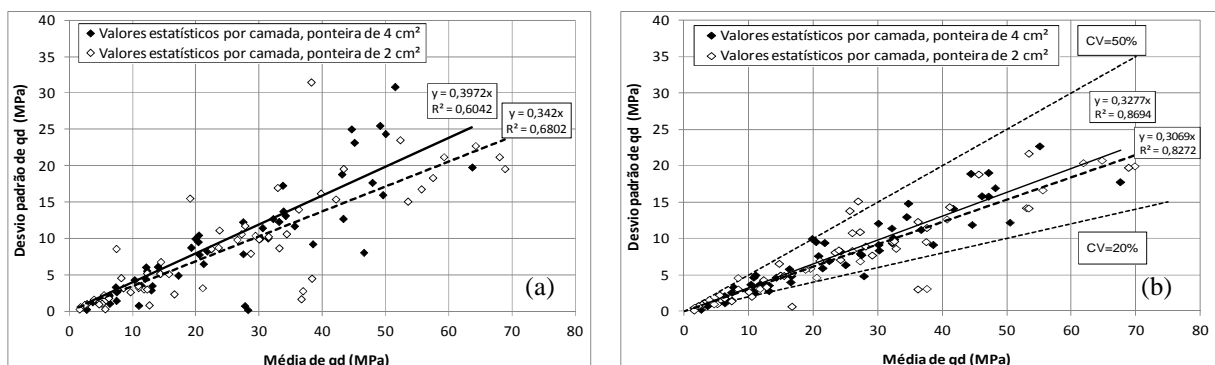 40
35
30
25
20
15
10
5
0
Desvio padrão de qd (MPa)
◆ Valores estatísticos por camada, ponteira de 4 cm²
◇ Valores estatísticos por camada, ponteira de 2 cm²
y = 0,3972x
R² = 0,6042
y = 0,342x
R² = 0,6802
(a)
0 10 20 30 40 50 60 70 80
Média de qd (MPa)
40
35
30
25
20
15
10
5
0
Desvio padrão de qd (MPa)
◆ Valores estatísticos por camada, ponteira de 4 cm²
◇ Valores estatísticos por camada, ponteira de 2 cm²
CV=50%
y = 0,3277x
R² = 0,8694
y = 0,3069x
R² = 0,8272
CV=20%
(b)
0 10 20 30 40 50 60 70 80
Média de qd (MPa)